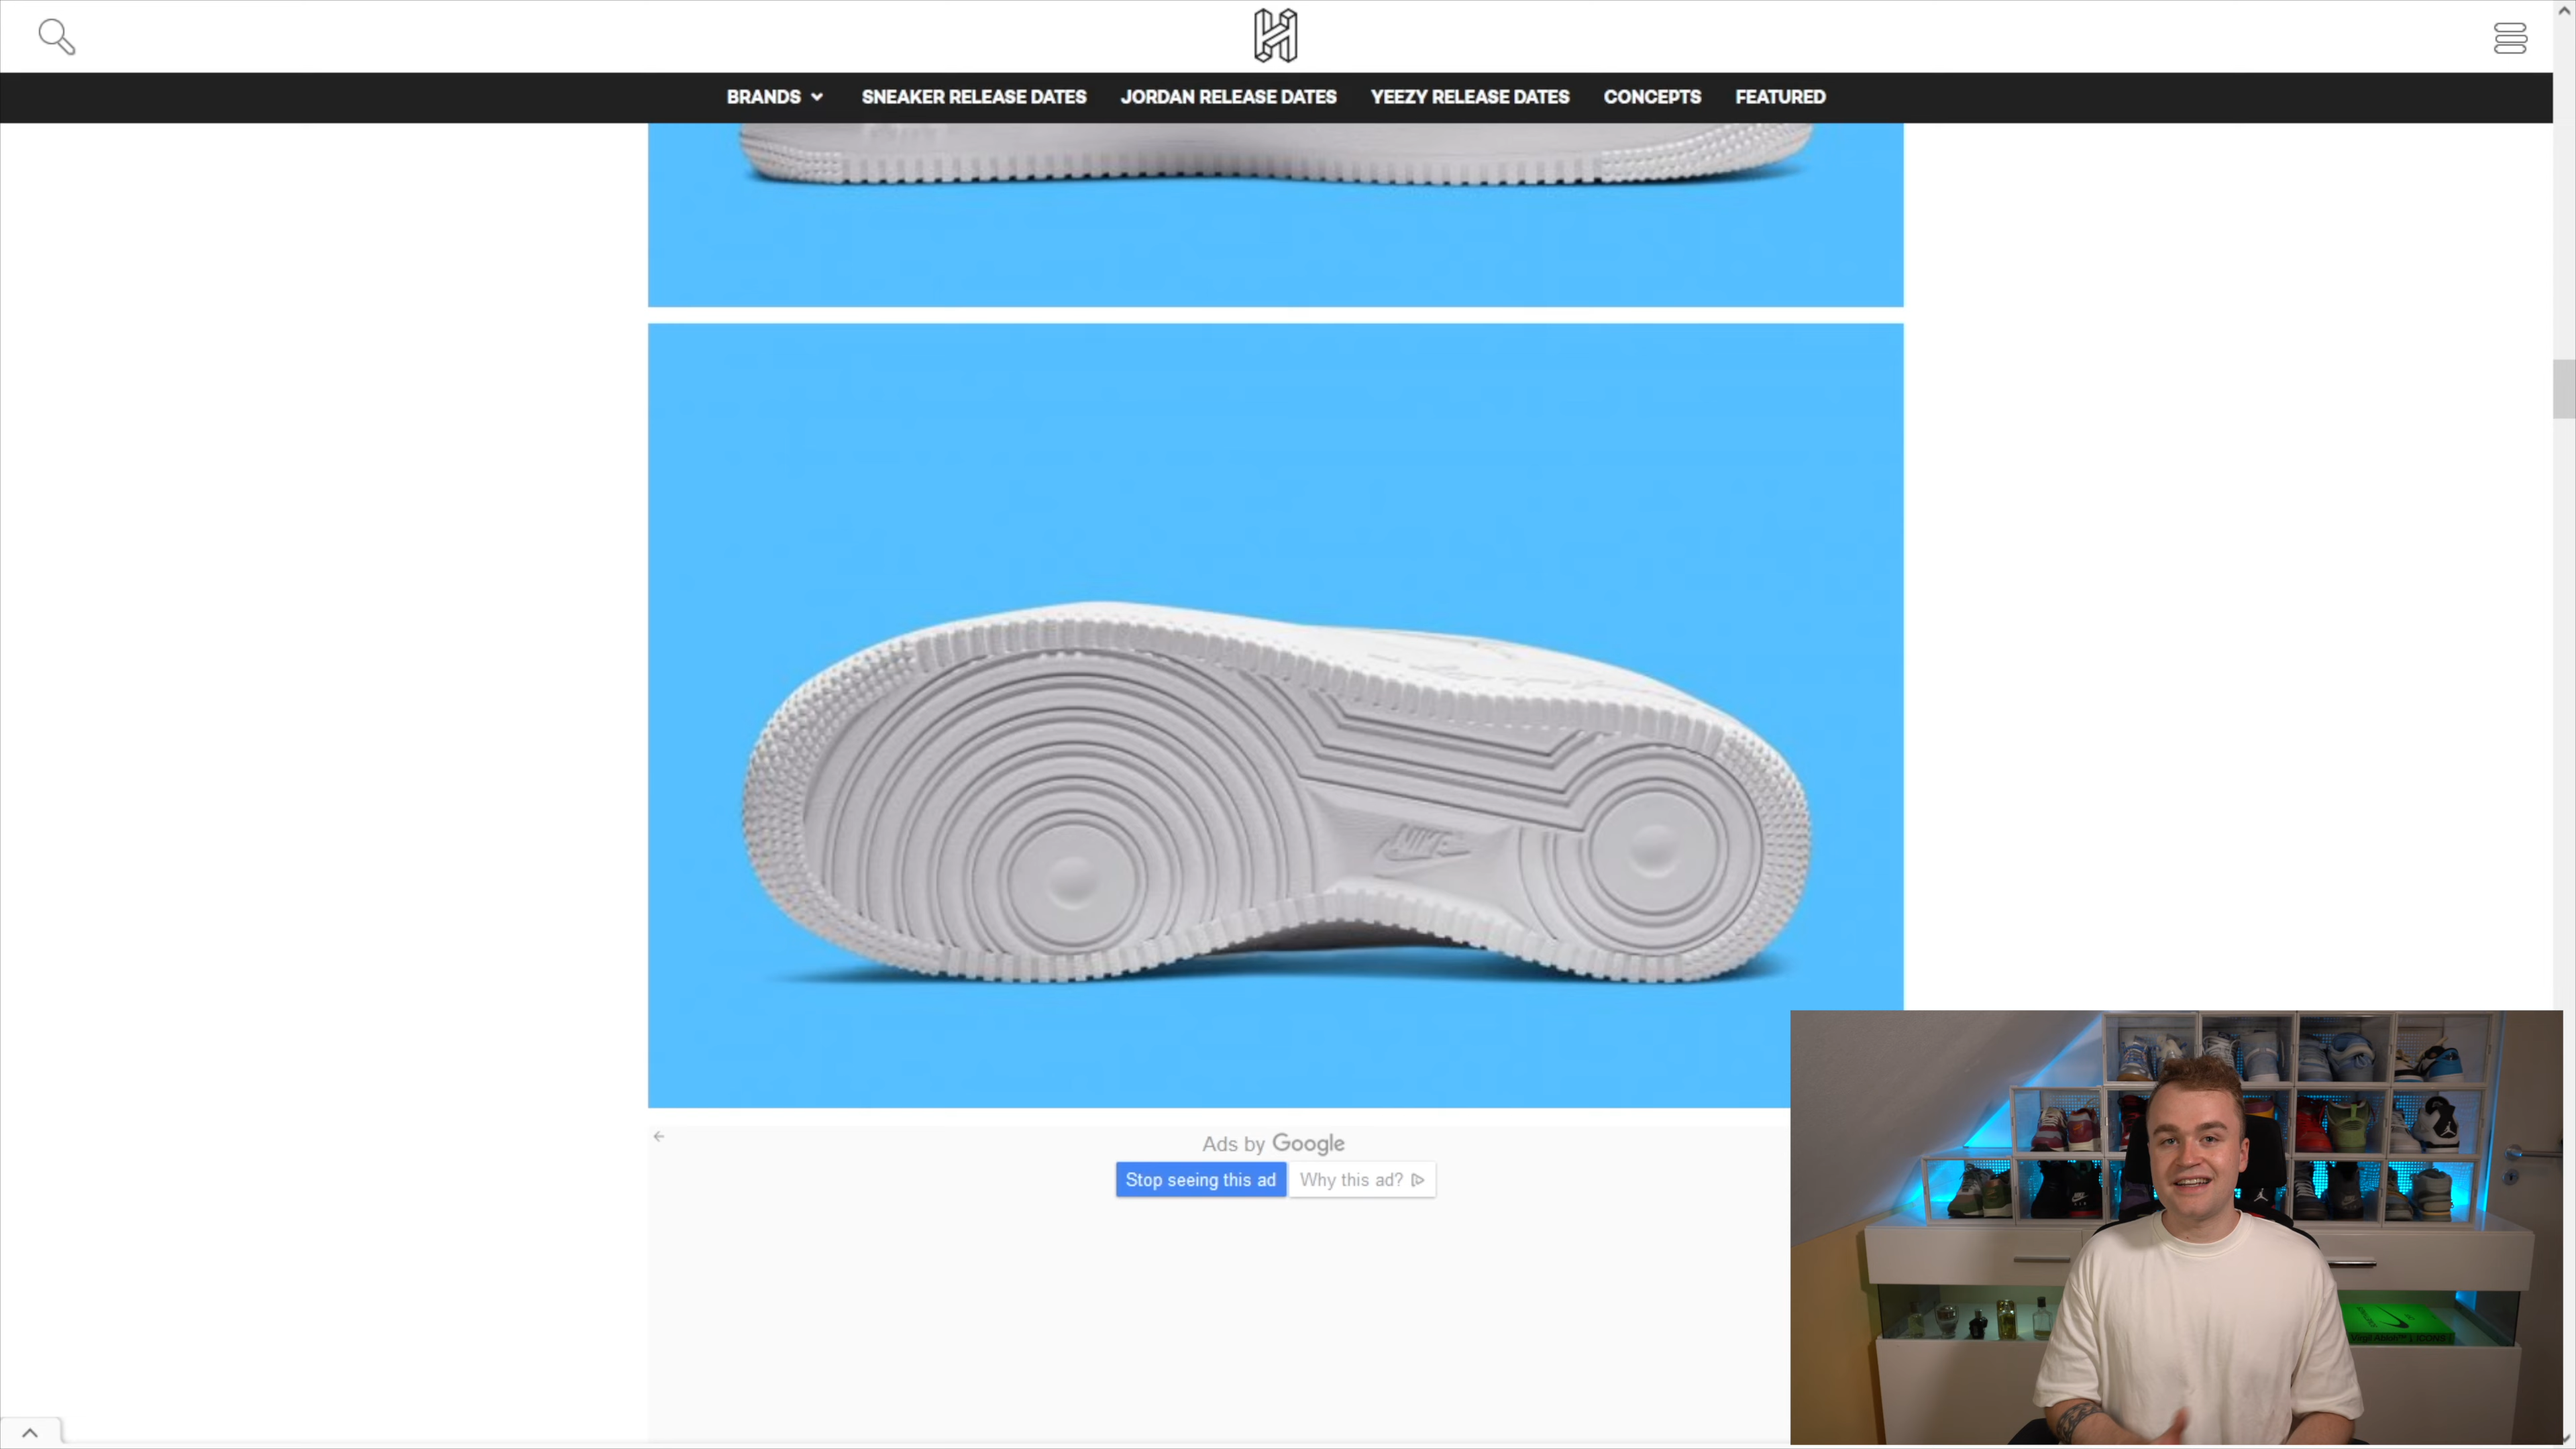 BRANDS SNEAKER RELEASE DATES JORDAN RELEASE DATES YEEZY RELEASE DATES CONCEPTS FEATURED
NIKE
Ads by Google
Stop seeing this ad Why this ad?